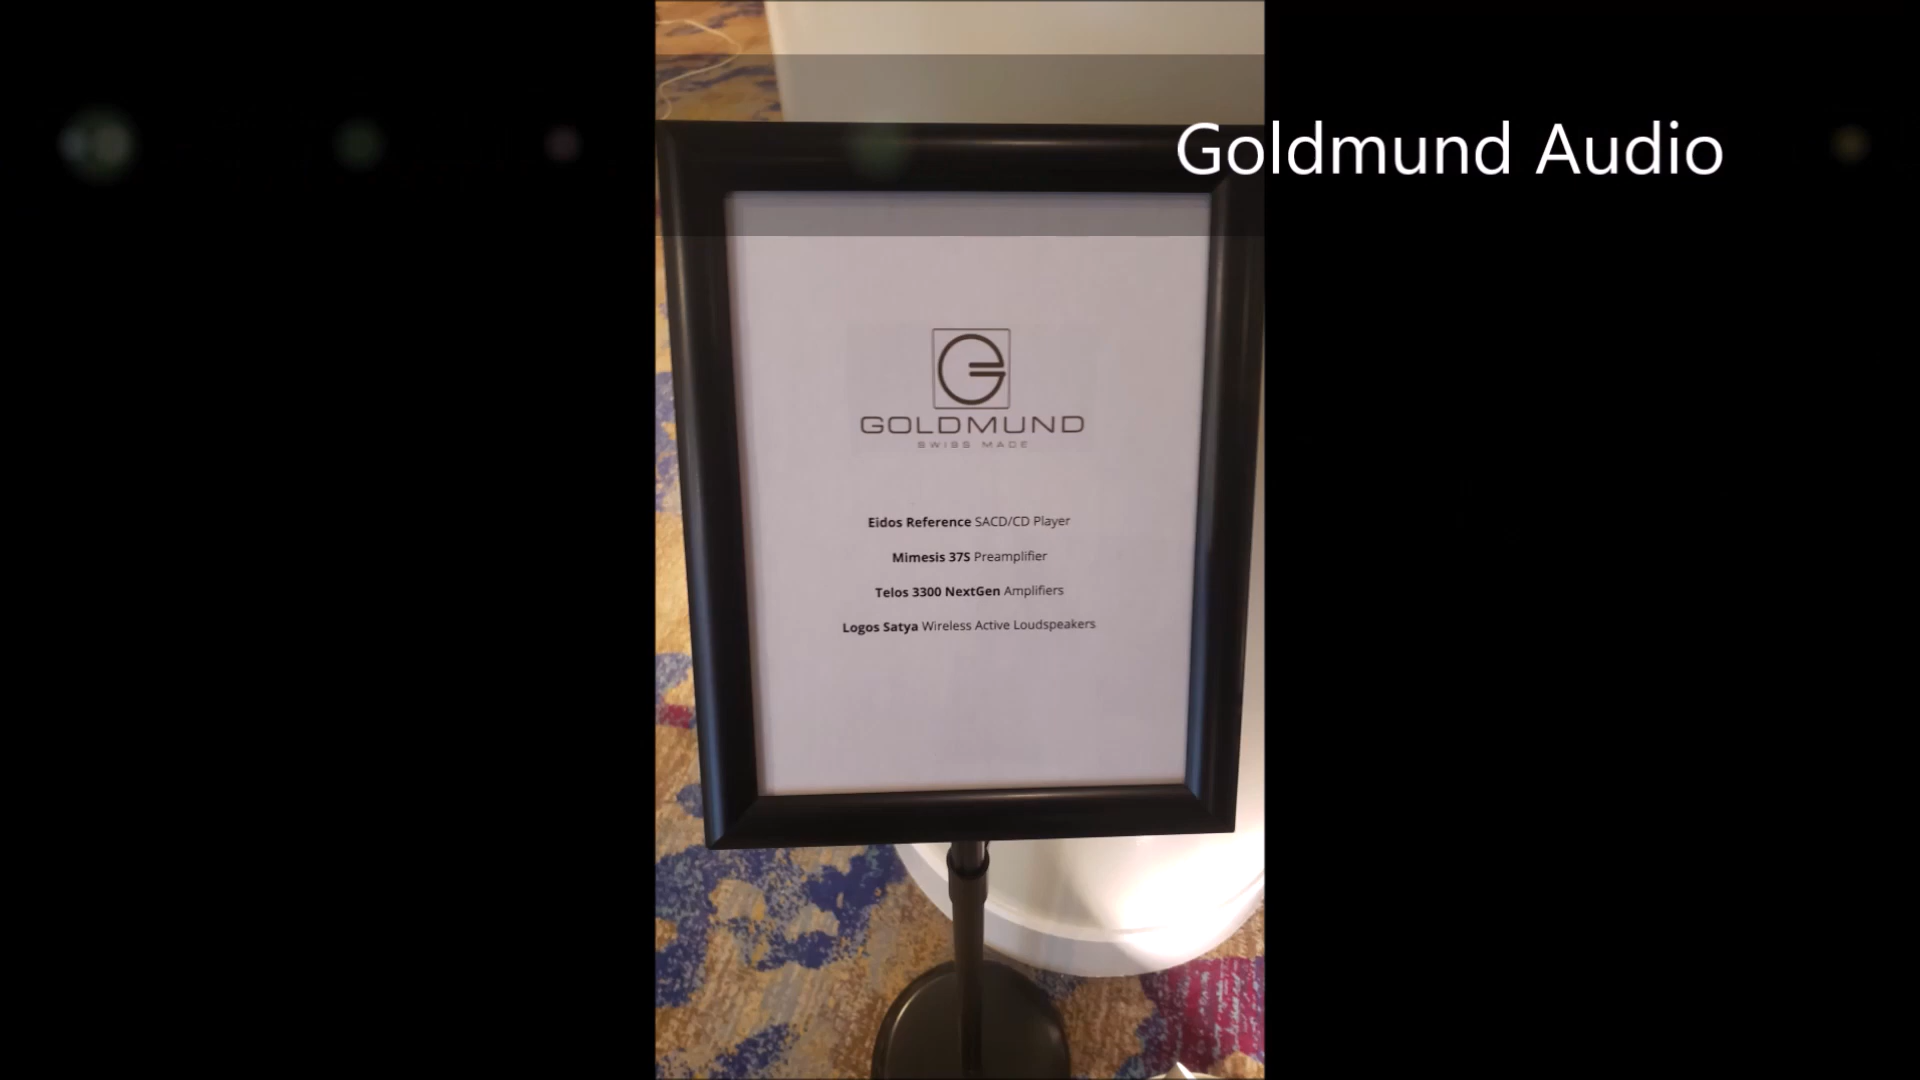 Goldmund Audio
GOLDMUND
SWISS MADE
Eidos Reference SACD/CD Player
Mimesis 37S Preamplifier
Telos 3300 NextGen Amplifiers
Logos Satya Wireless Active Loudspeakers